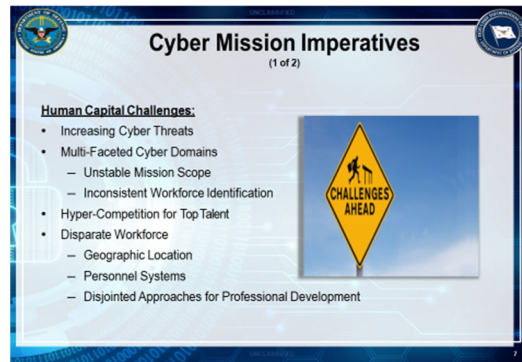 UNCLASSIFIED
Cyber Mission Imperatives
(1 of 2)
Human Capital Challenges:
• Increasing Cyber Threats
• Multi-Faceted Cyber Domains
– Unstable Mission Scope
– Inconsistent Workforce Identification
• Hyper-Competition for Top Talent
• Disparate Workforce
– Geographic Location
– Personnel Systems
– Disjointed Approaches for Professional Development
CHALLENGES
AHEAD
UNCLASSIFIED
2